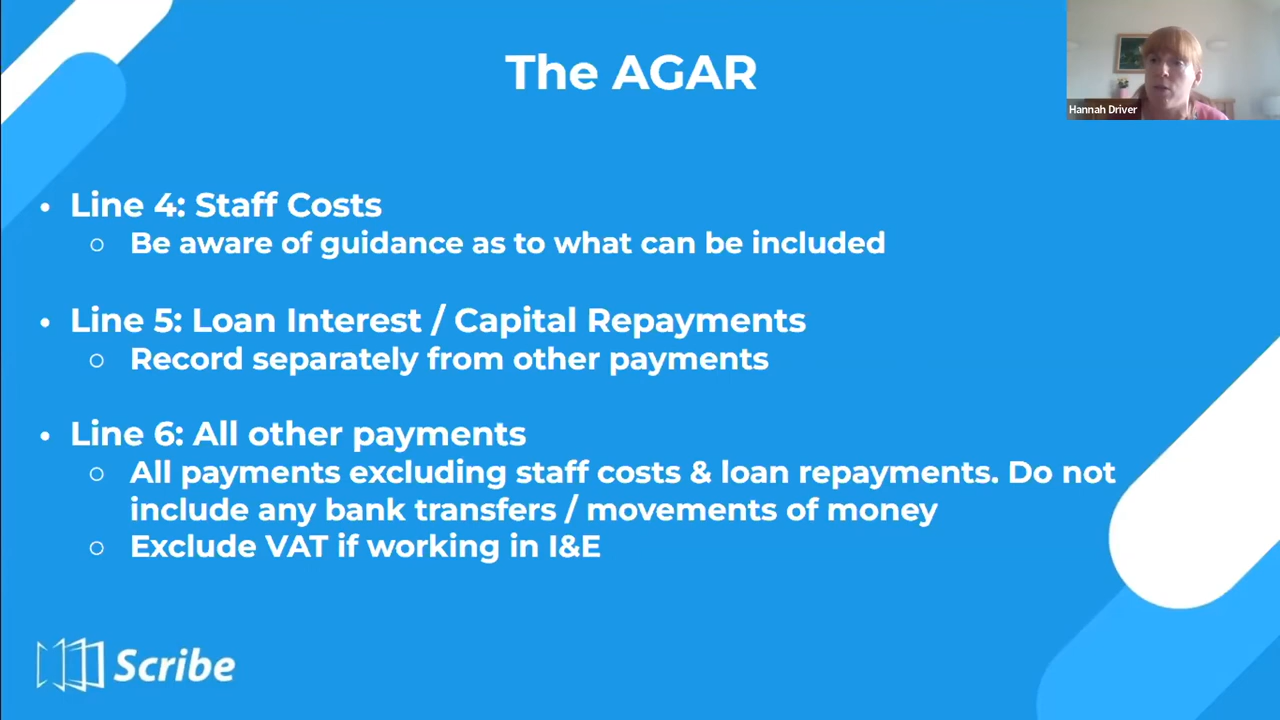 The AGAR
Hannah Driver
• Line 4: Staff Costs
○ Be aware of guidance as to what can be included
• Line 5: Loan Interest / Capital Repayments
○ Record separately from other payments
• Line 6: All other payments
○ All payments excluding staff costs & loan repayments. Do not
include any bank transfers / movements of money
○ Exclude VAT if working in I&E
Scribe